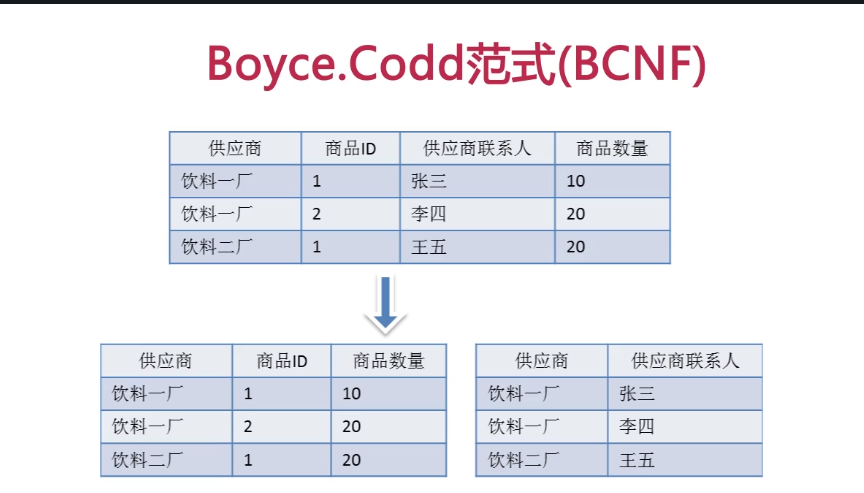 Boyce.Codd范式(BCNF)
供应商 商品ID 供应商联系人 商品数量
饮料一厂 1 张三 10
饮料一厂 2 李四 20
饮料二厂 1 王五 20
供应商 商品ID 商品数量
饮料一厂 1 10
饮料一厂 2 20
饮料二厂 1 20
供应商 供应商联系人
饮料一厂 张三
饮料一厂 李四
饮料二厂 王五